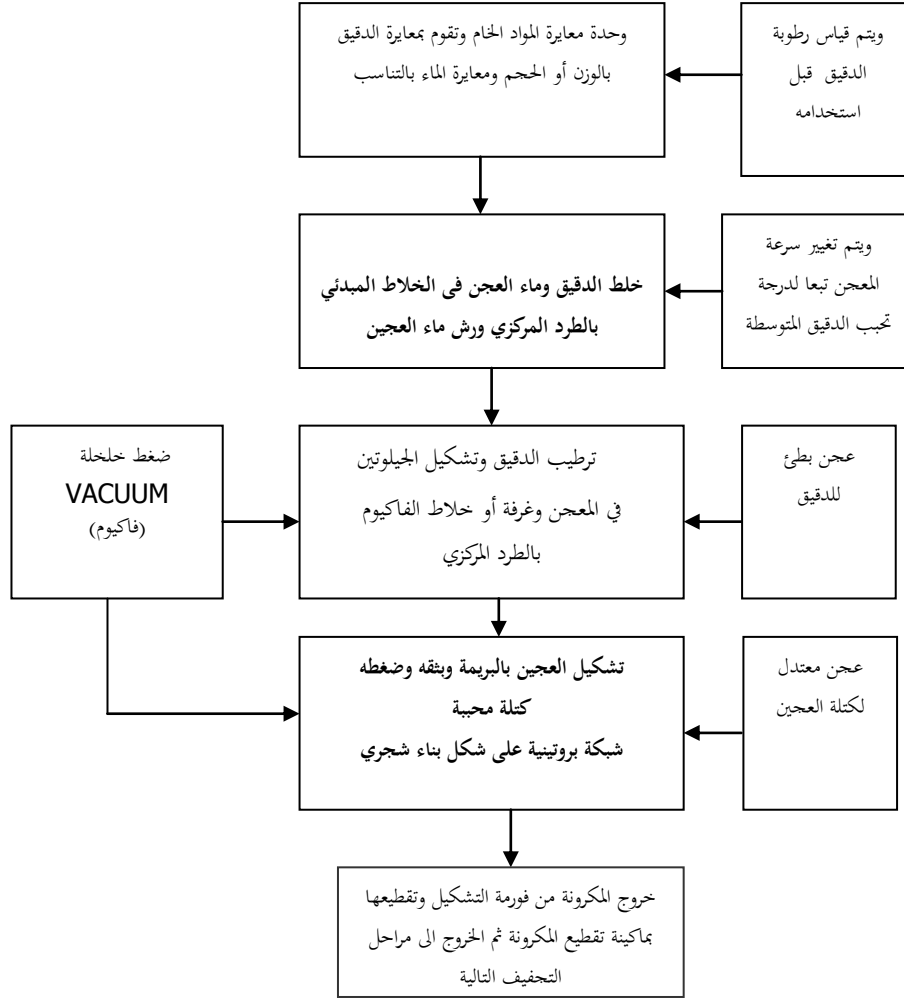 وحدة معايرة المواد الخام وتقوم بمعايرة الدقيق
بالوزن أو الحجم ومعايرة الماء بالتناسب
ويتم قياس رطوبة
الدقيق قبل
استخدامه
خلط الدقيق وماء العجن فى الخلاط المبدئي
بالطرد المركزي ورش ماء العجين
ويتم تغيير سرعة
المعجن تبعا لدرجة
تحبب الدقيق المتوسطة
ترطيب الدقيق وتشكيل الجيلوتين
في المعجن وغرفة أو خلاط الفاكيوم
بالطرد المركزي
عجن بطئ
للدقيق
ضغط خلخلة
VACUUM
(فاكيوم)
تشكيل العجين بالبريمة وبثقه وضغطه
كتلة محببة
شبكة بروتينية على شكل بناء شجري
عجن معتدل
لكتلة العجين
خروج المكرونة من فورمة التشكيل وتقطيعها
بماكينة تقطيع المكرونة ثم الخروج الى مراحل
التجفيف التالية